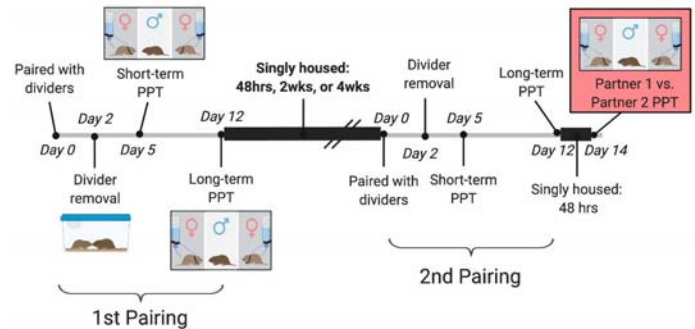 Paired with
dividers
Day 0
Day 2
Divider
removal
Short-term
PPT
Day 5
Day 12
Long-term
PPT
1st Pairing
Singly housed:
48hrs, 2wks, or 4wks
Day 0
Paired with
dividers
Divider
removal
Day 2
Day 5
Short-term
PPT
Long-term
PPT
Day 12
2nd Pairing
Singly housed:
48 hrs
Day 14
Partner 1 vs.
Partner 2 PPT